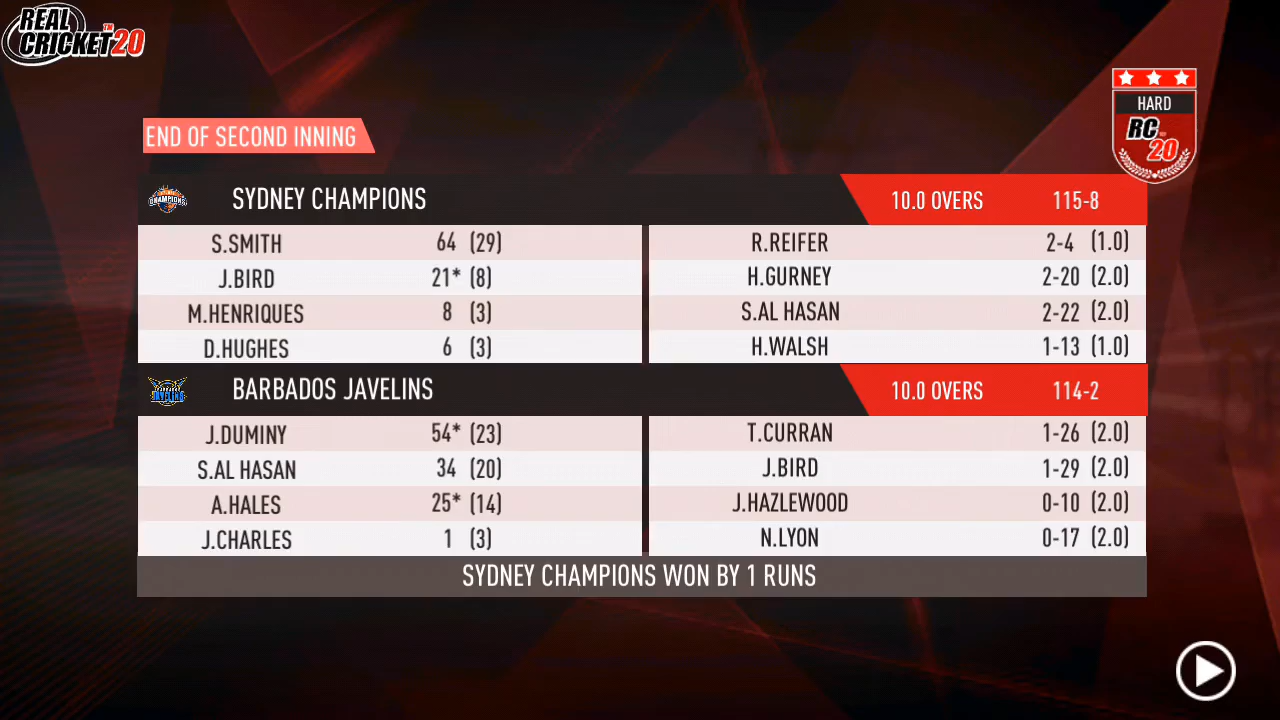 REAL
CRICKET™20
HARD
RC™
20
END OF SECOND INNING
SYDNEY CHAMPIONS 10.0 OVERS 115-8
S.SMITH 64 (29) R.REIFER 2-4 (1.0)
J.BIRD 21* (8) H.GURNEY 2-20 (2.0)
M.HENRIQUES 8 (3) S.AL HASAN 2-22 (2.0)
D.HUGHES 6 (3) H.WALSH 1-13 (1.0)
BARBADOS JAVELINS 10.0 OVERS 114-2
J.DUMINY 54* (23) T.CURRAN 1-26 (2.0)
S.AL HASAN 34 (20) J.BIRD 1-29 (2.0)
A.HALES 25* (14) J.HAZLEWOOD 0-10 (2.0)
J.CHARLES 1 (3) N.LYON 0-17 (2.0)
SYDNEY CHAMPIONS WON BY 1 RUNS